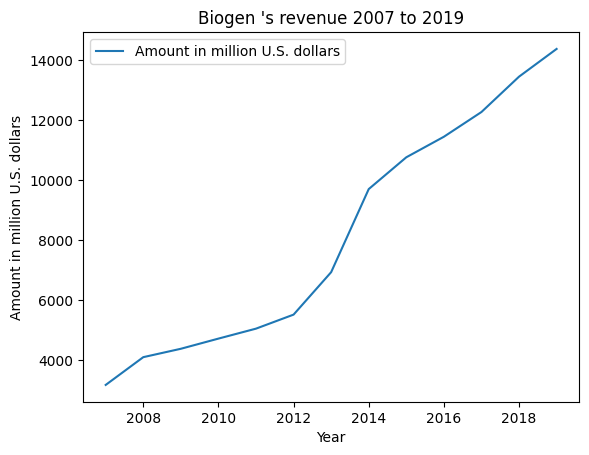 Biogen 's revenue 2007 to 2019
Amount in million U.S. dollars
14000
12000
10000
8000
6000
4000
Amount in million U.S. dollars
2008 2010 2012 2014 2016 2018
Year